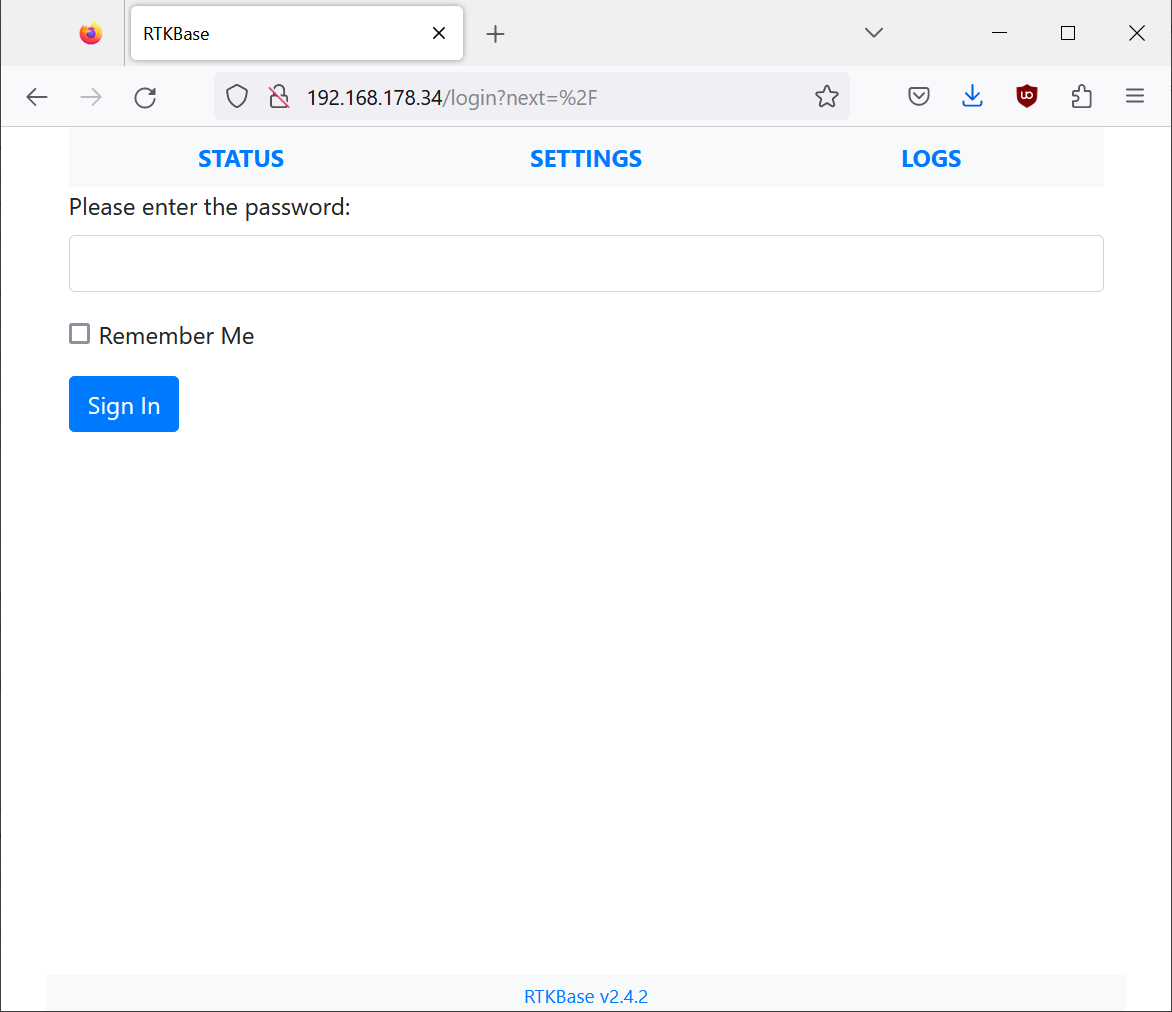 RTKBase
192.168.178.34/login?next=%2F
STATUS SETTINGS LOGS
Please enter the password:
Remember Me
Sign In
RTKBase v2.4.2